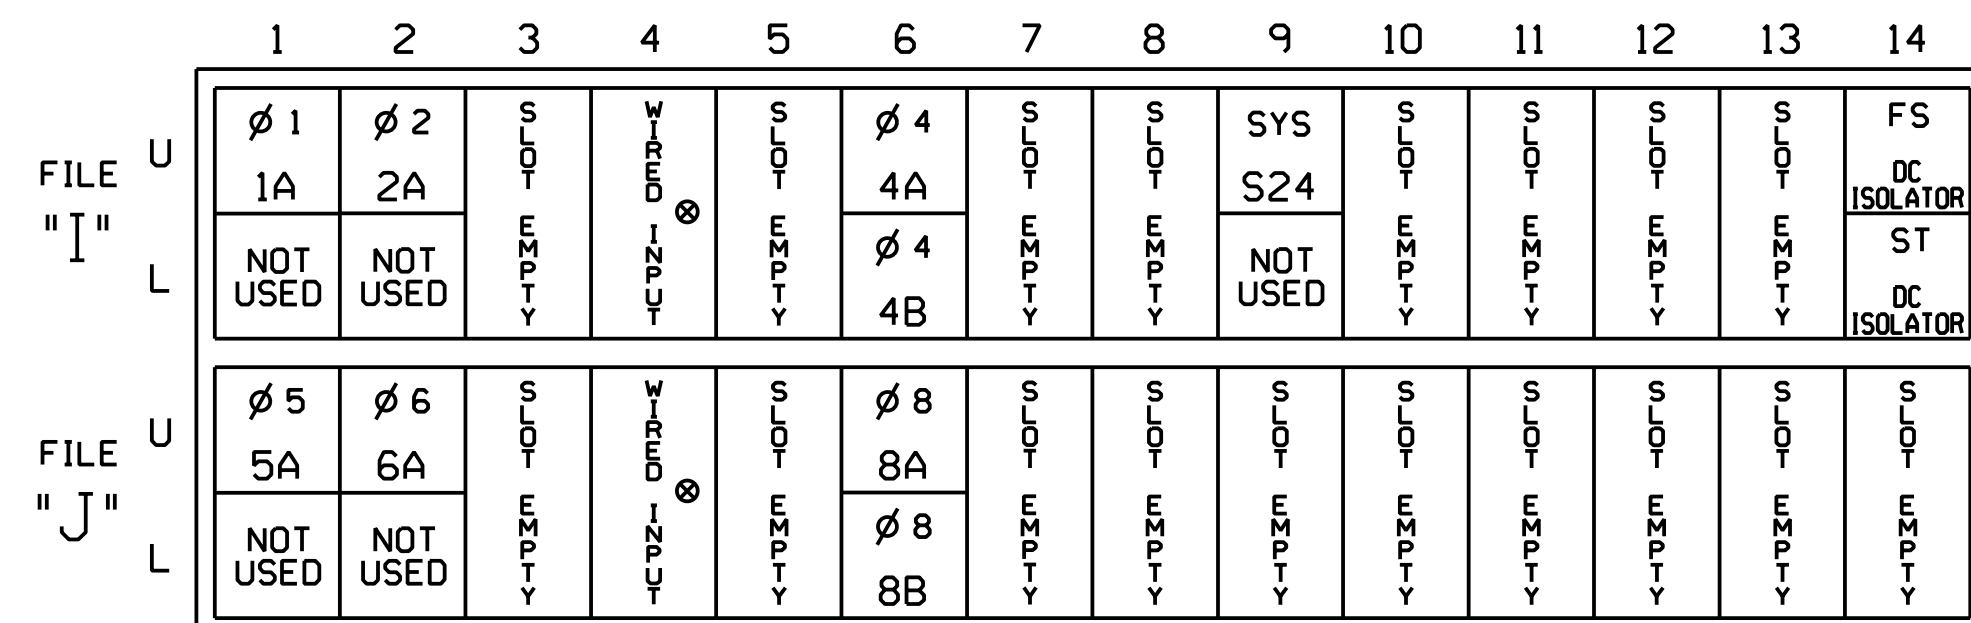 1 2 3 4 5 6 7 8 9 10 11 12 13 14
FILE "I"
U
L
Ø 1
1A
NOT
USED
Ø 2
2A
NOT
USED
SLOT EMPTY
WIRED INPUT ⊗
SLOT EMPTY
Ø 4
4A
Ø 4
4B
SLOT EMPTY
SLOT EMPTY
SYS
S24
NOT
USED
SLOT EMPTY
SLOT EMPTY
SLOT EMPTY
SLOT EMPTY
FS
DC
ISOLATOR
ST
DC
ISOLATOR
FILE "J"
U
L
Ø 5
5A
NOT
USED
Ø 6
6A
NOT
USED
SLOT EMPTY
WIRED INPUT ⊗
SLOT EMPTY
Ø 8
8A
Ø 8
8B
SLOT EMPTY
SLOT EMPTY
SLOT EMPTY
SLOT EMPTY
SLOT EMPTY
SLOT EMPTY
SLOT EMPTY
SLOT EMPTY